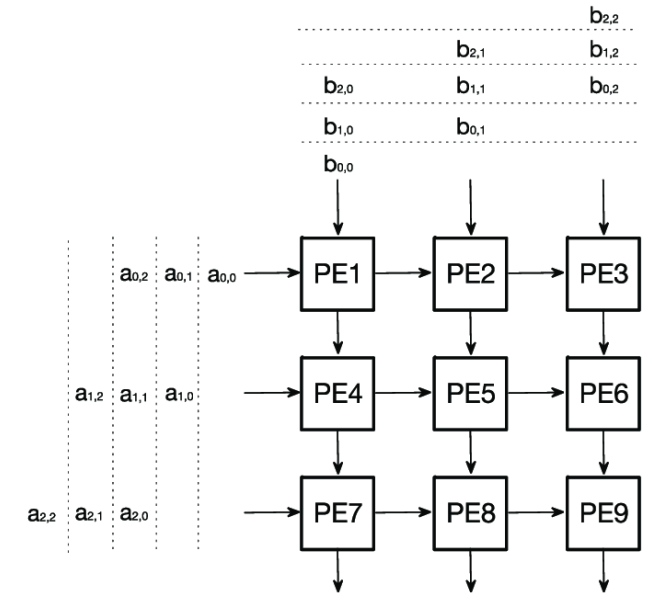 b2,2
b2,1 b1,2
b2,0 b1,1 b0,2
b1,0 b0,1
b0,0
a0,2 a0,1 a0,0 PE1 PE2 PE3
a1,2 a1,1 a1,0 PE4 PE5 PE6
a2,2 a2,1 a2,0 PE7 PE8 PE9